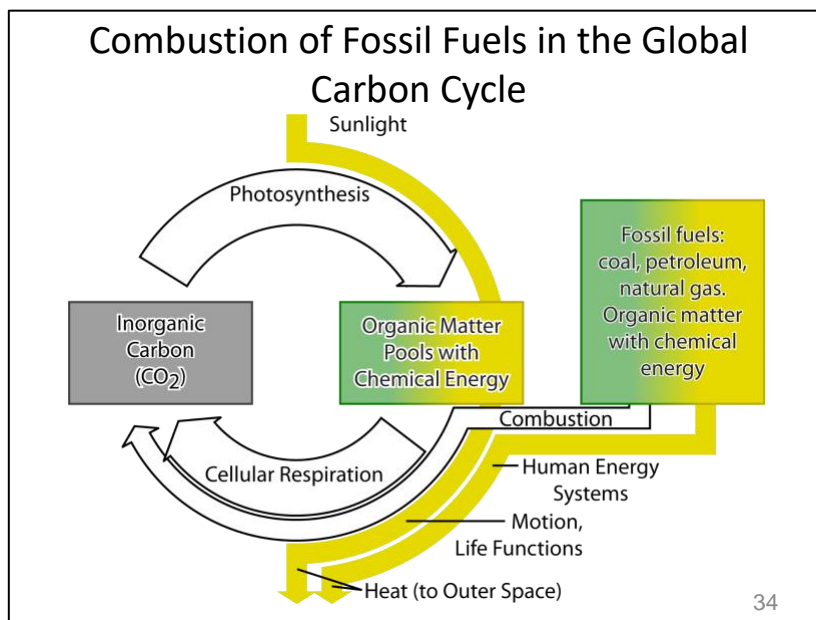 Combustion of Fossil Fuels in the Global
Carbon Cycle
Sunlight
Photosynthesis
Fossil fuels:
coal, petroleum,
natural gas.
Organic matter
with chemical
energy
Inorganic
Carbon
(CO₂)
Organic Matter
Pools with
Chemical Energy
Combustion
Cellular Respiration
Human Energy
Systems
Motion,
Life Functions
Heat (to Outer Space)
34